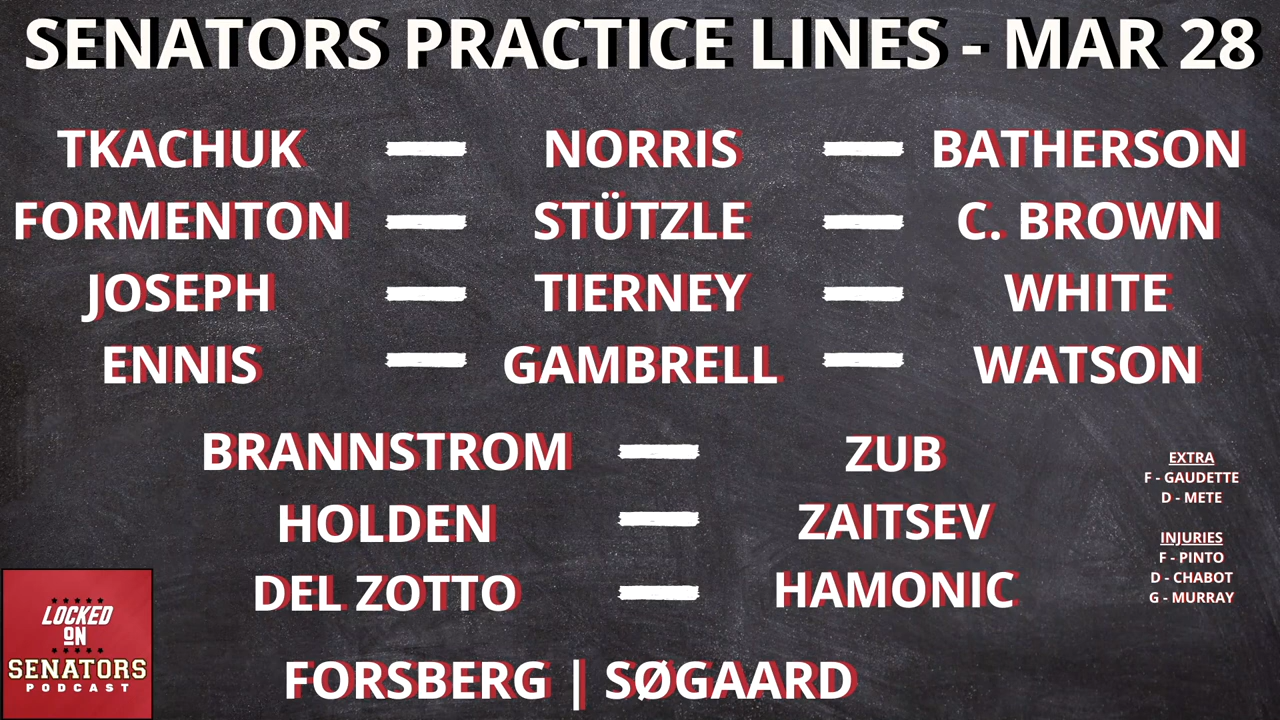 SENATORS PRACTICE LINES - MAR 28
TKACHUK — NORRIS — BATHERSON
FORMENTON — STÜTZLE — C. BROWN
JOSEPH — TIERNEY — WHITE
ENNIS — GAMBRELL — WATSON
BRANNSTROM — ZUB
HOLDEN — ZAITSEV
DEL ZOTTO — HAMONIC
FORSBERG | SØGAARD
EXTRA
F - GAUDETTE
D - METE
INJURIES
F - PINTO
D - CHABOT
G - MURRAY
LOCKED
ON
SENATORS
PODCAST